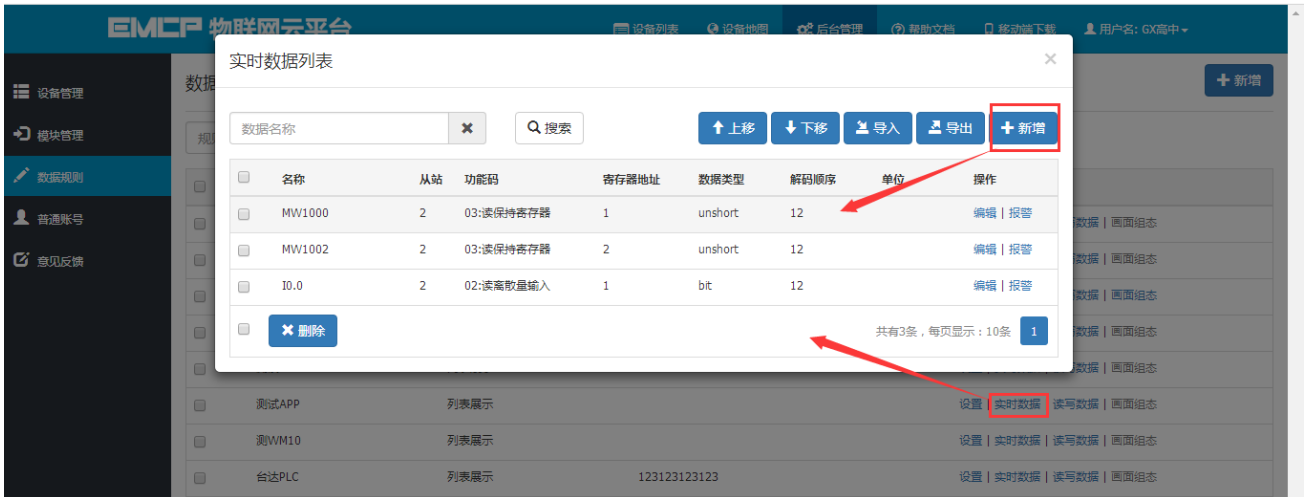 EMCP 物联网云平台 设备列表 设备地图 后台管理 帮助文档 移动端下载 用户名: GX高中
实时数据列表 ×
设备管理
模块管理
数据规则
普通账号
意见反馈
数据
新增
数据名称 搜索 上移 下移 导入 导出 新增
规
名称 从站 功能码 寄存器地址 数据类型 解码顺序 单位 操作
MW1000 2 03:读保持寄存器 1 unshort 12 编辑 | 报警
数据 | 画面组态
MW1002 2 03:读保持寄存器 2 unshort 12 编辑 | 报警
数据 | 画面组态
I0.0 2 02:读离散量输入 1 bit 12 编辑 | 报警
数据 | 画面组态
删除 共有3条，每页显示：10条 1
数据 | 画面组态
数据 | 画面组态
测试APP 列表展示 设置 | 实时数据 | 读写数据 | 画面组态
测WM10 列表展示 设置 | 实时数据 | 读写数据 | 画面组态
台达PLC 列表展示 123123123123 设置 | 实时数据 | 读写数据 | 画面组态